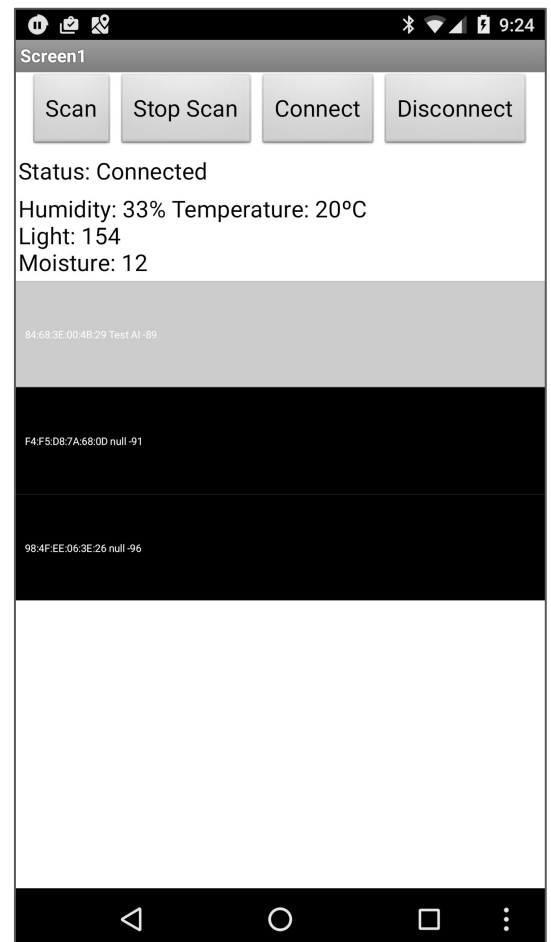 9:24
Screen1
Scan Stop Scan Connect Disconnect
Status: Connected
Humidity: 33% Temperature: 20ºC
Light: 154
Moisture: 12
84:68:3E:00:4B:29 Test AI -89
F4:F5:D8:7A:68:0D null -91
98:4F:EE:06:3E:26 null -96